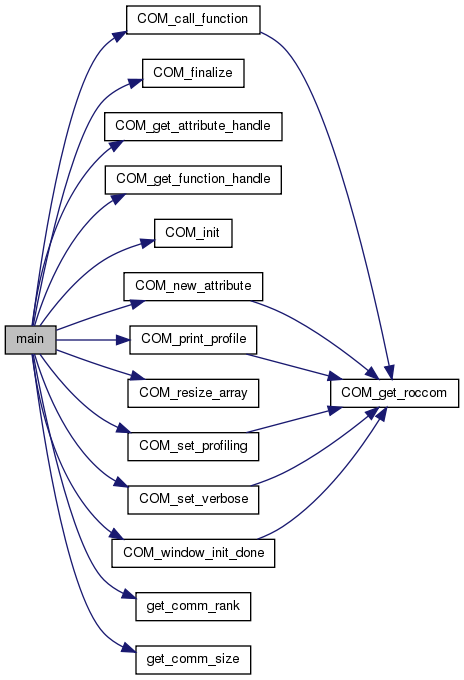 COM_call_function
COM_finalize
COM_get_attribute_handle
COM_get_function_handle
COM_init
COM_new_attribute
main
COM_print_profile
COM_resize_array
COM_get_roccom
COM_set_profiling
COM_set_verbose
COM_window_init_done
get_comm_rank
get_comm_size